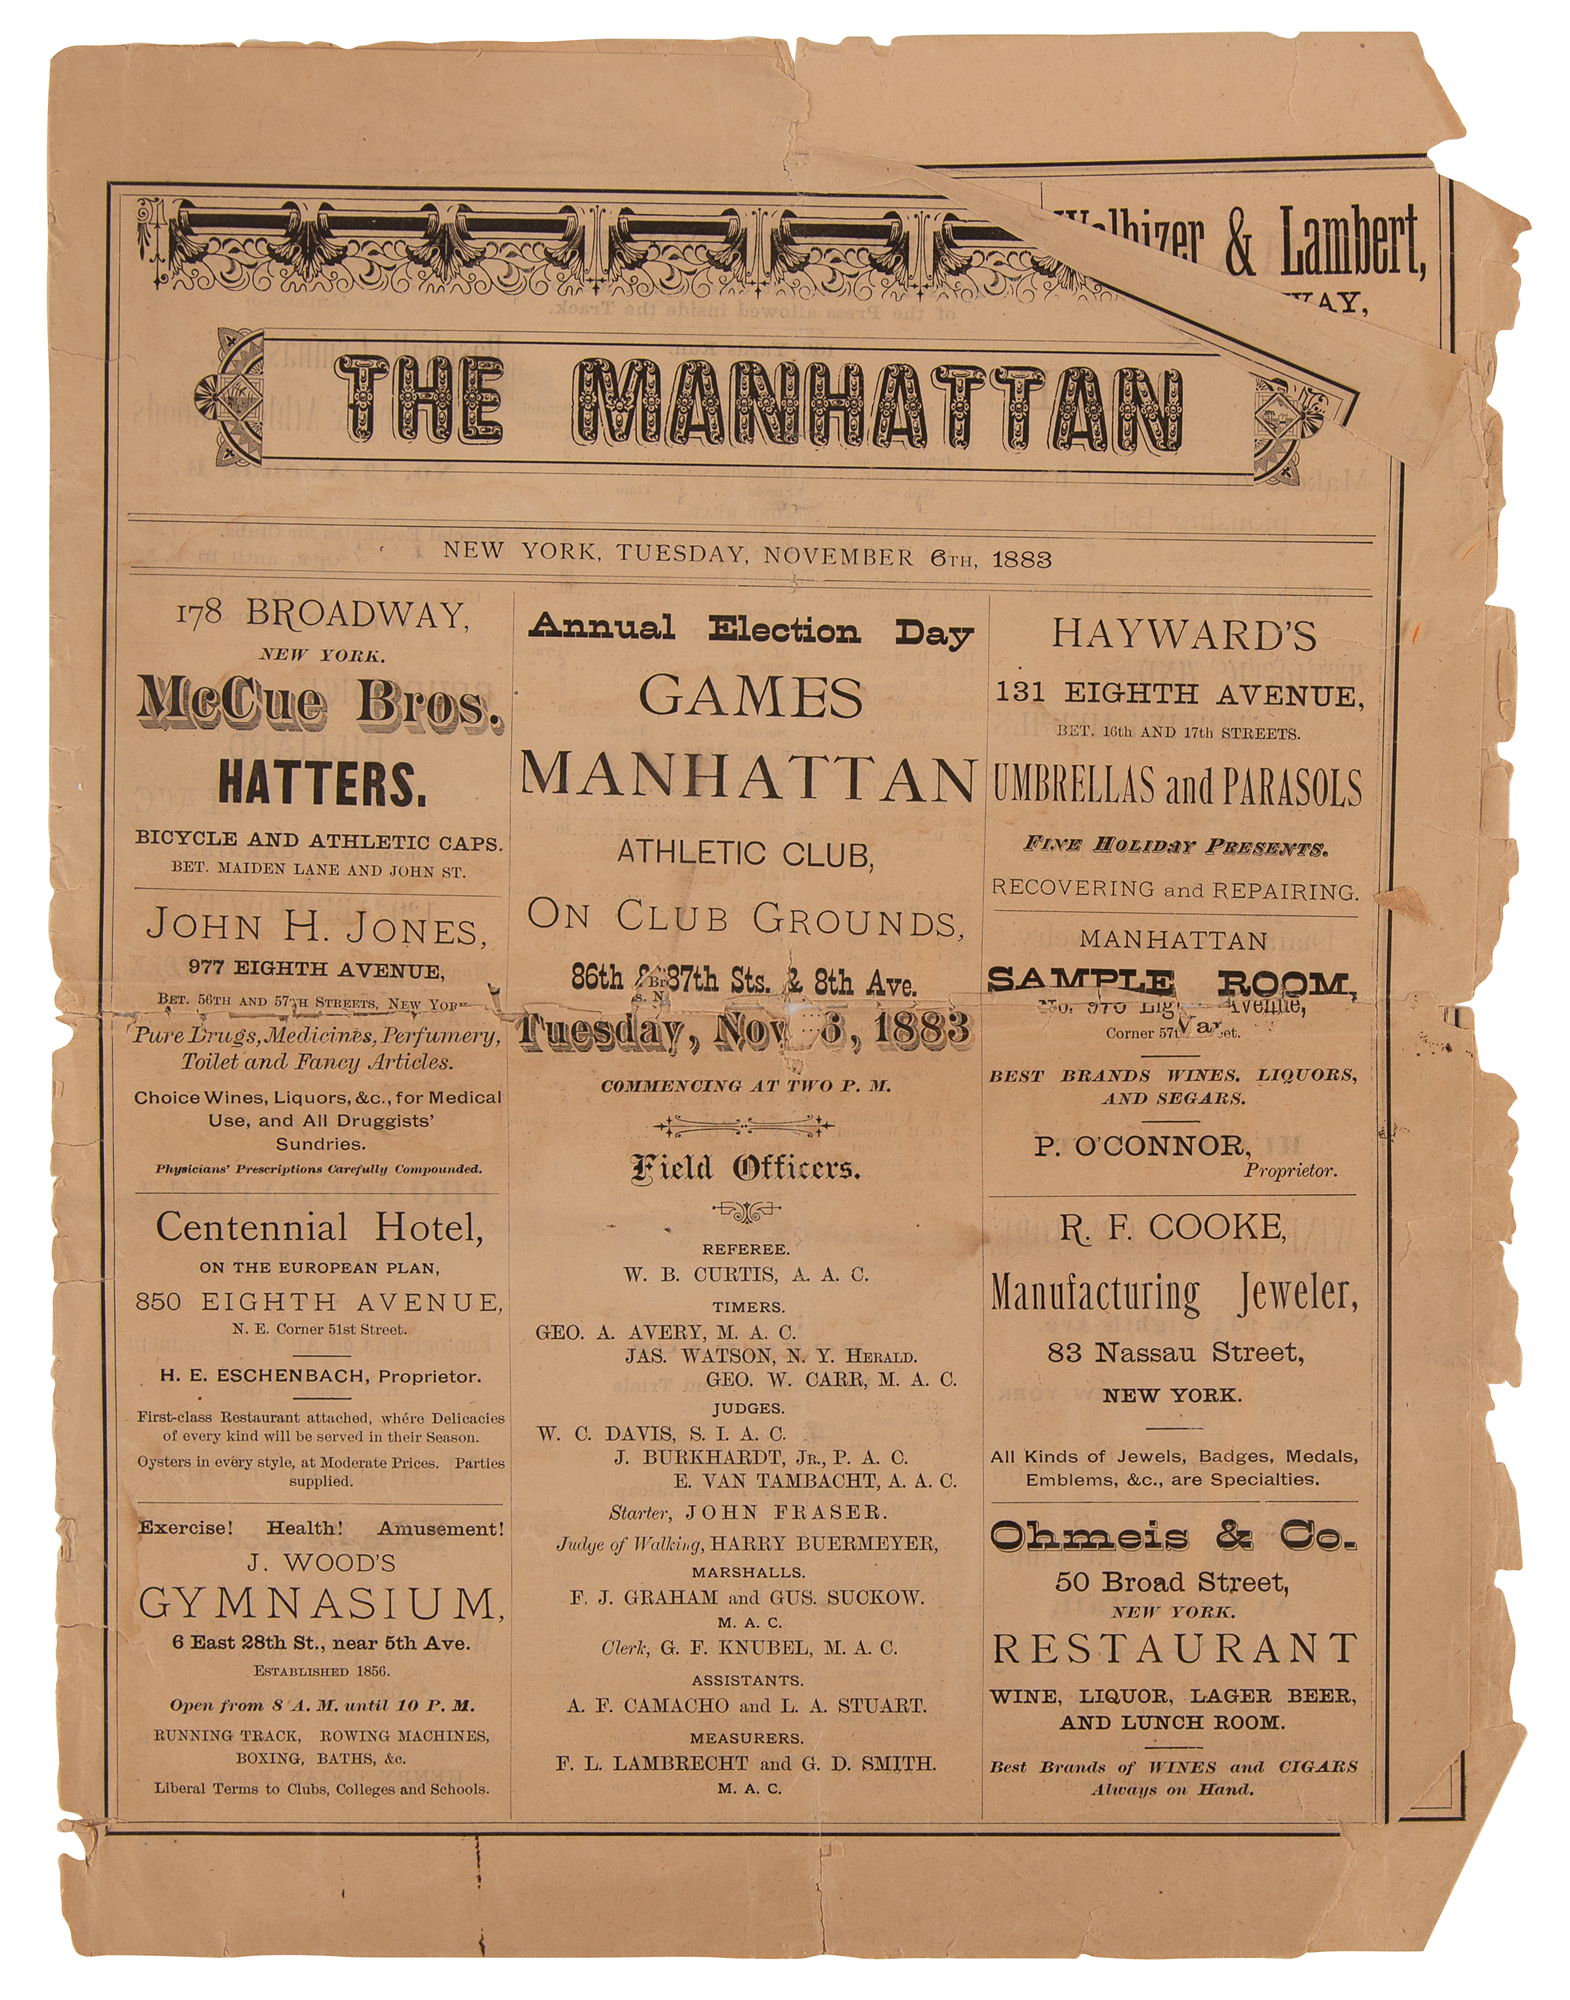 & Lambert,
THE MANHATTAN
NEW YORK, TUESDAY, NOVEMBER 6TH, 1883
178 BROADWAY,
NEW YORK.
McCue Bros.
HATTERS.
BICYCLE AND ATHLETIC CAPS.
BET. MAIDEN LANE AND JOHN ST.
JOHN H. JONES,
977 EIGHTH AVENUE,
BET. 56TH AND 57TH STREETS, NEW YORK
Pure Drugs, Medicines, Perfumery,
Toilet and Fancy Articles.
Choice Wines, Liquors, &c., for Medical
Use, and All Druggists'
Sundries.
Physicians' Prescriptions Carefully Compounded.
Centennial Hotel,
ON THE EUROPEAN PLAN,
850 EIGHTH AVENUE,
N. E. Corner 51st Street.
H. E. ESCHENBACH, Proprietor.
First-class Restaurant attached, where Delicacies
of every kind will be served in their Season.
Oysters in every style, at Moderate Prices. Parties
supplied.
Exercise! Health! Amusement!
J. WOOD'S
GYMNASIUM,
6 East 28th St., near 5th Ave.
ESTABLISHED 1856.
Open from 8 A. M. until 10 P. M.
RUNNING TRACK, ROWING MACHINES,
BOXING, BATHS, &c.
Liberal Terms to Clubs, Colleges and Schools.
Annual Election Day
GAMES
MANHATTAN
ATHLETIC CLUB,
ON CLUB GROUNDS,
86th & 87th Sts. & 8th Ave.
Tuesday, Nov 6, 1883
COMMENCING AT TWO P. M.
Field Officers.
REFEREE.
W. B. CURTIS, A. A. C.
TIMERS.
GEO. A. AVERY, M. A. C.
JAS. WATSON, N. Y. HERALD.
GEO. W. CARR, M. A. C.
JUDGES.
W. C. DAVIS, S. I. A. C.
J. BURKHARDT, JR., P. A. C.
E. VAN TAMBACHT, A. A. C.
Starter, JOHN FRASER.
Judge of Walking, HARRY BUERMEYER,
MARSHALLS.
F. J. GRAHAM and GUS. SUCKOW.
M. A. C.
Clerk, G. F. KNUBEL, M. A. C.
ASSISTANTS.
A. F. CAMACHO and L. A. STUART.
MEASURERS.
F. L. LAMBRECHT and G. D. SMITH.
M. A. C.
HAYWARD'S
131 EIGHTH AVENUE,
BET. 16th AND 17th STREETS.
UMBRELLAS and PARASOLS
FINE HOLIDAY PRESENTS.
RECOVERING and REPAIRING.
MANHATTAN
SAMPLE ROOM,
Corner
BEST BRANDS WINES. LIQUORS,
AND SEGARS.
P. O'CONNOR,
Proprietor.
R. F. COOKE,
Manufacturing Jeweler,
83 Nassau Street,
NEW YORK.
All Kinds of Jewels, Badges, Medals,
Emblems, &c., are Specialties.
Ohmeis & Co.
50 Broad Street,
NEW YORK.
RESTAURANT
WINE, LIQUOR, LAGER BEER,
AND LUNCH ROOM.
Best Brands of WINES and CIGARS
Always on Hand.